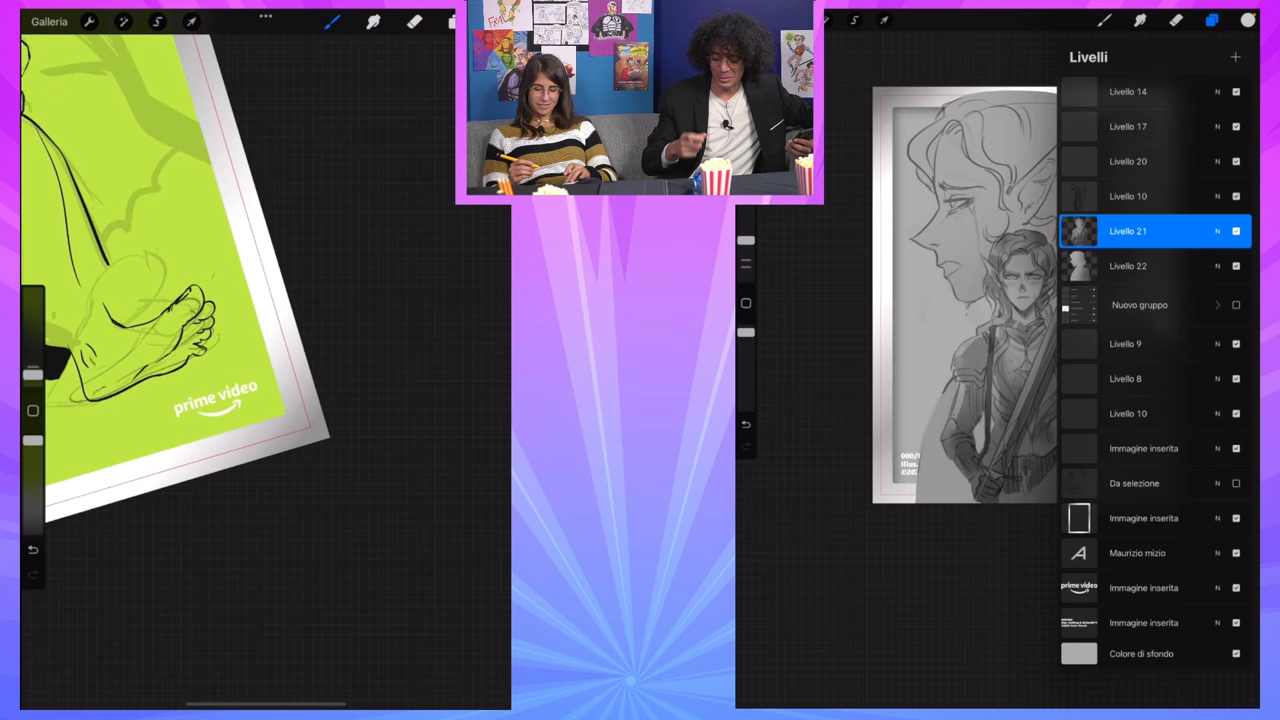 Galleria
prime video
Livelli
Livello 14 N
Livello 17 N
Livello 20 N
Livello 10 N
Livello 21 N
Livello 22 N
Nuovo gruppo
Livello 9 N
Livello 8 N
Livello 10 N
Immagine inserita N
Da selezione N
Immagine inserita N
Maurizio mizio N
prime video Immagine inserita N
Immagine inserita N
Colore di sfondo